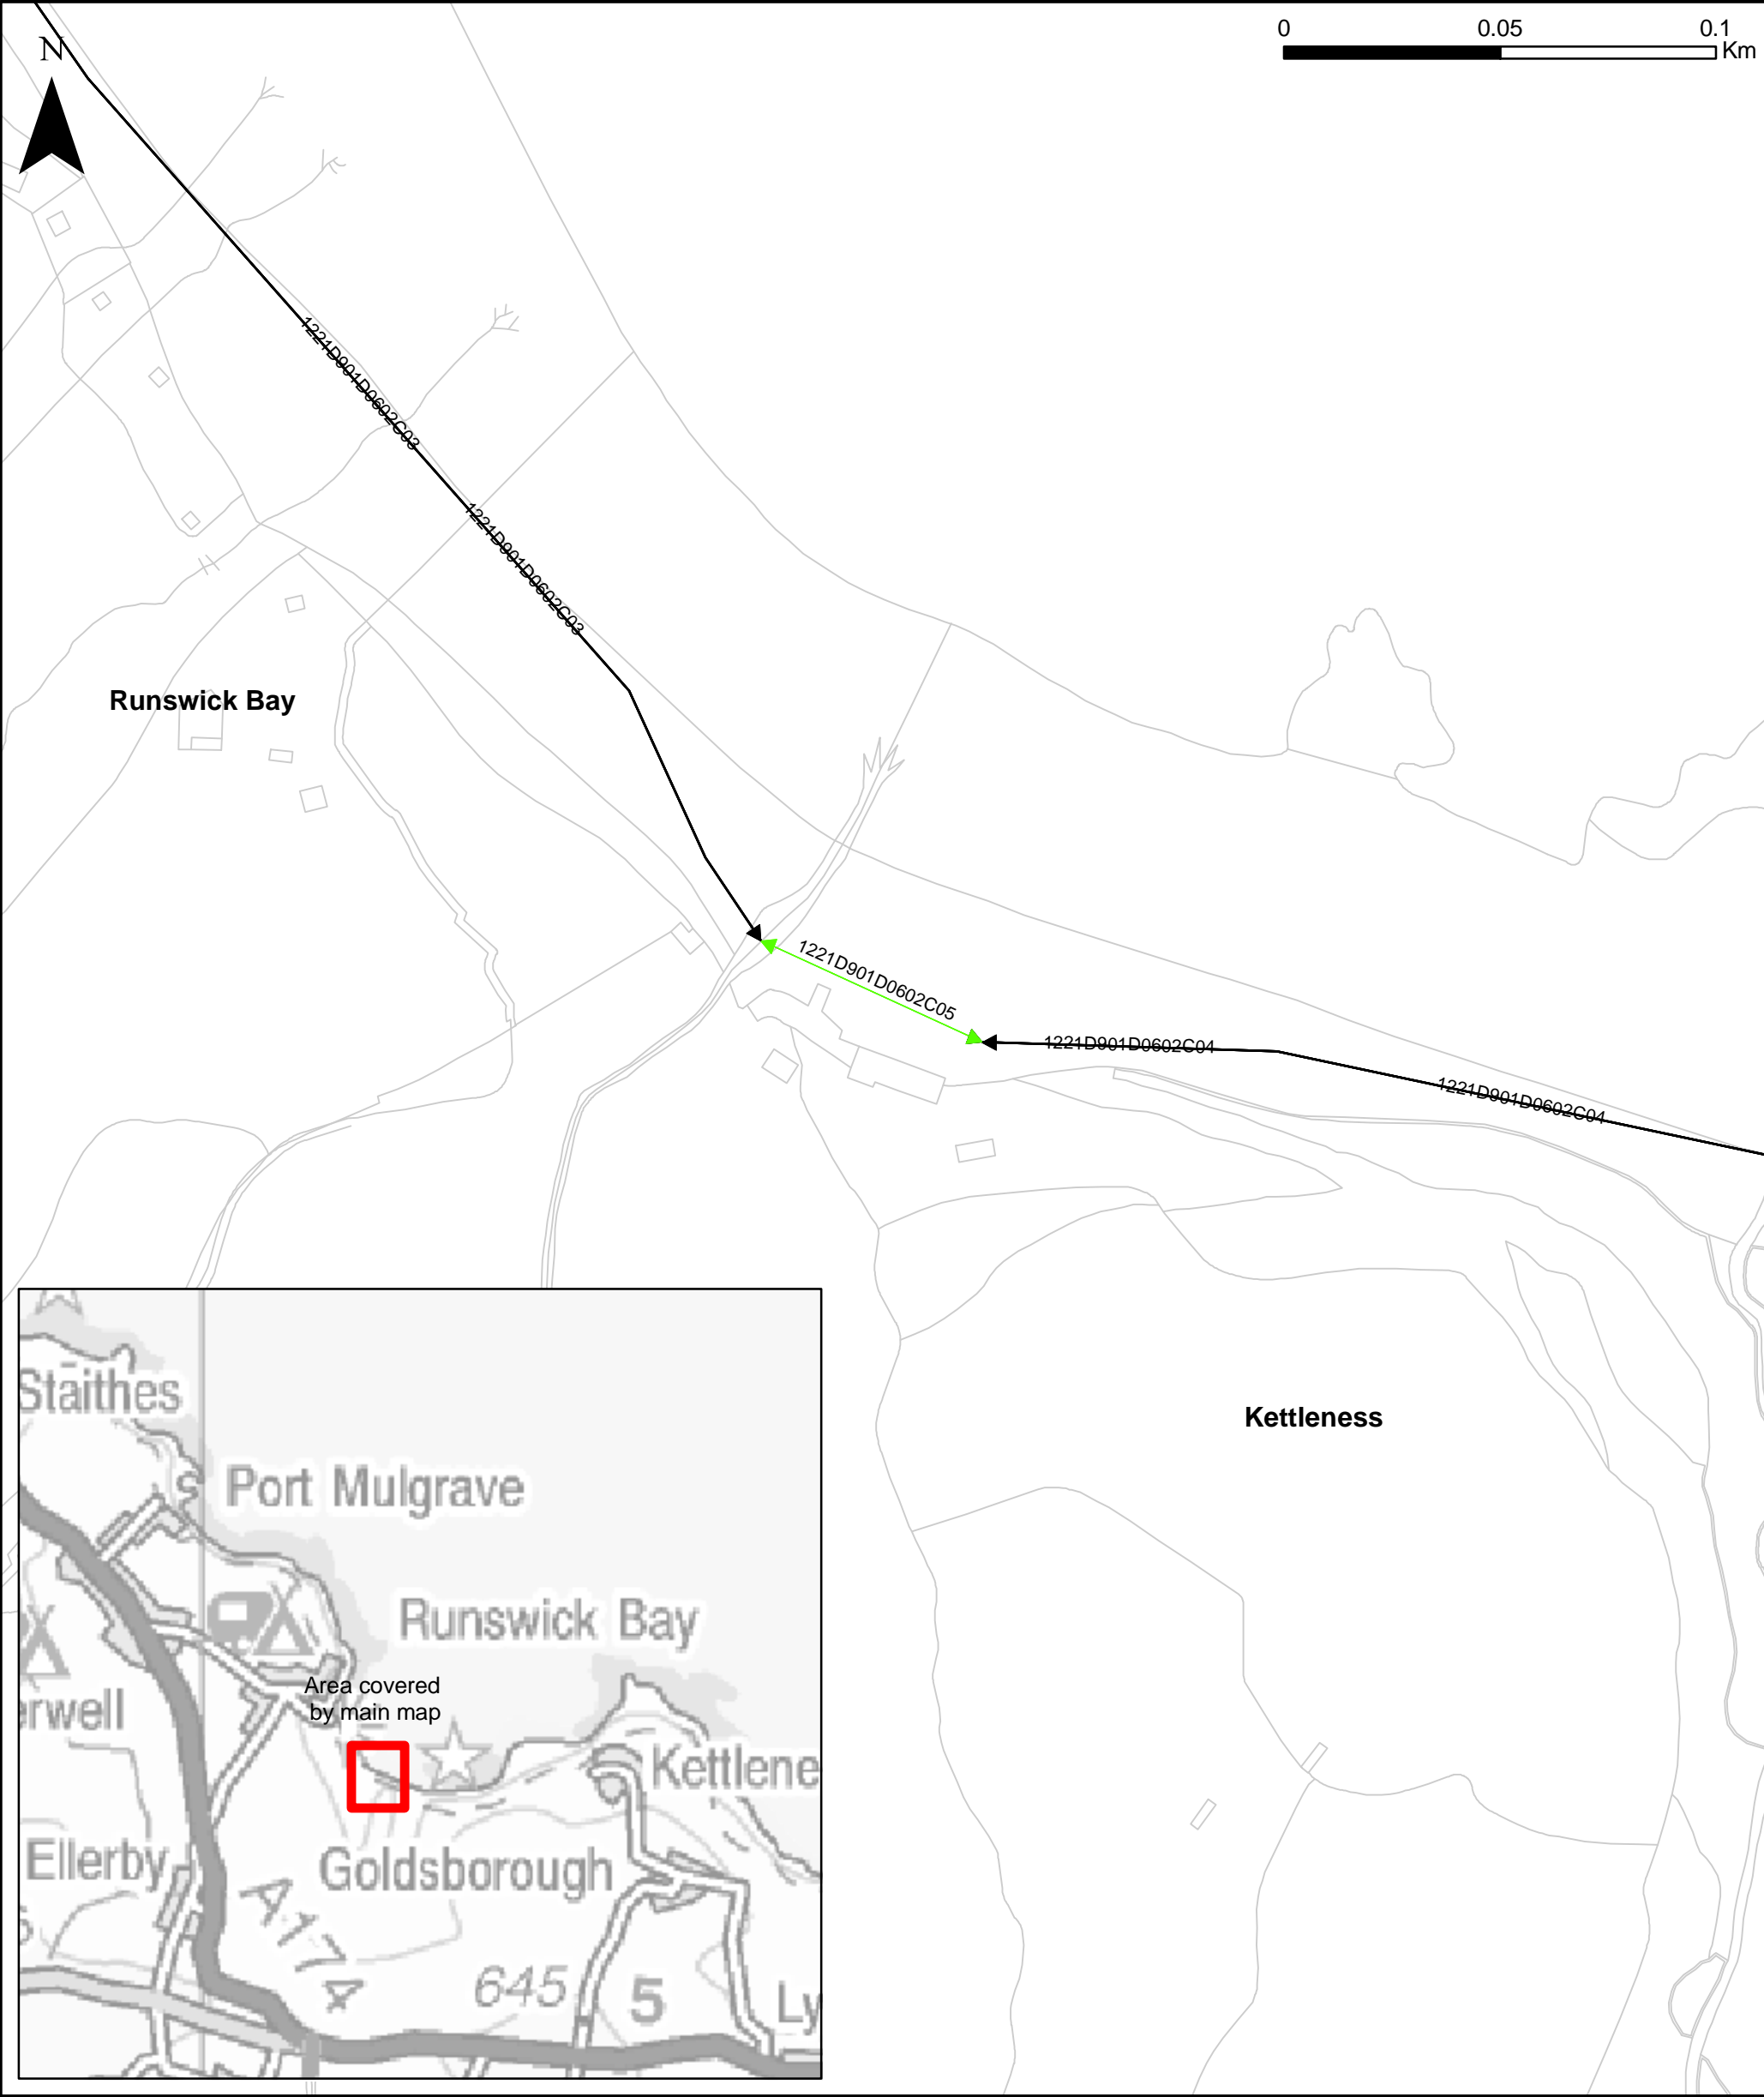 N
0 0.05 0.1
Km
1221D901D0602C03
1221D901D0602C03
Runswick Bay
1221D901D0602C05
1221D901D0602C04
1221D901D0602C04
Kettleness
Staithes
Port Mulgrave
Runswick Bay
Area covered
by main map
erwell
Kettlene
Ellerby
Goldsborough
A174
645
5
Ly